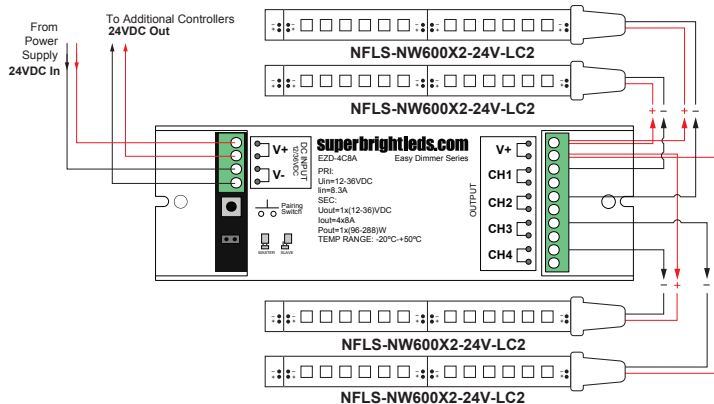 From
Power
Supply
24VDC In
To Additional Controllers
24VDC Out
NFLS-NW600X2-24V-LC2
NFLS-NW600X2-24V-LC2
+ − + −
V+
V-
DC INPUT
12/36VDC
Pairing
Switch
MASTER SLAVE
superbrightleds.com
EZD-4C8A Easy Dimmer Series
PRI:
Uin=12-36VDC
Iin=8.3A
SEC:
Uout=1x(12-36)VDC
Iout=4x8A
Pout=1x(96-288)W
TEMP RANGE: -20°C-+50°C
OUTPUT
V+
CH1
CH2
CH3
CH4
− + −
NFLS-NW600X2-24V-LC2
NFLS-NW600X2-24V-LC2